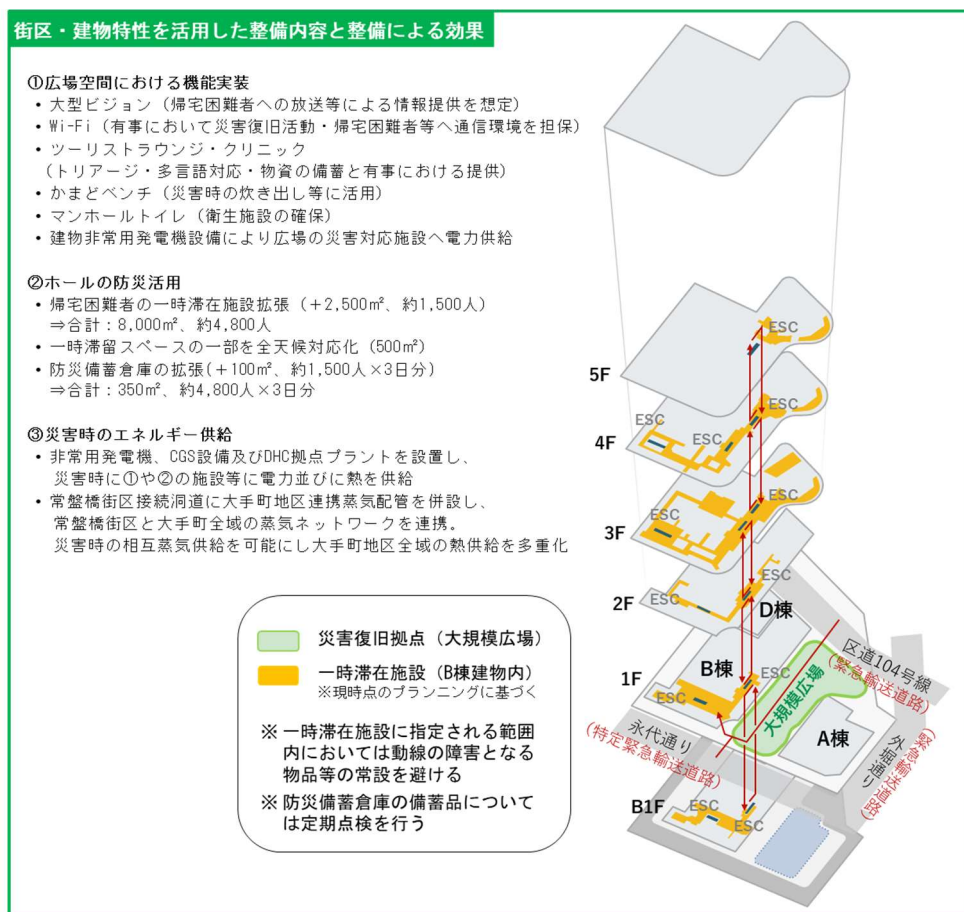 街区・建物特性を活用した整備内容と整備による効果
①広場空間における機能実装
・大型ビジョン（帰宅困難者への放送等による情報提供を想定）
・Wi-Fi（有事において災害復旧活動・帰宅困難者等へ通信環境を担保）
・ツーリストラウンジ・クリニック
（トリアージ・多言語対応・物資の備蓄と有事における提供）
・かまどベンチ（災害時の炊き出し等に活用）
・マンホールトイレ（衛生施設の確保）
・建物非常用発電機設備により広場の災害対応施設へ電力供給
②ホールの防災活用
・帰宅困難者の一時滞在施設拡張（＋2,500㎡、約1,500人）
⇒合計：8,000㎡、約4,800人
・一時滞留スペースの一部を全天候対応化（500㎡）
・防災備蓄倉庫の拡張（＋100㎡、約1,500人×3日分）
⇒合計：350㎡、約4,800人×3日分
③災害時のエネルギー供給
・非常用発電機、CGS設備及びDHC拠点プラントを設置し、
災害時に①や②の施設等に電力並びに熱を供給
・常盤橋街区接続洞道に大手町地区連携蒸気配管を併設し、
常盤橋街区と大手町全域の蒸気ネットワークを連携。
災害時の相互蒸気供給を可能にし大手町地区全域の熱供給を多重化
災害復旧拠点（大規模広場）
一時滞在施設（B棟建物内）
※現時点のプランニングに基づく
※ 一時滞在施設に指定される範囲
内においては動線の障害となる
物品等の常設を避ける
※ 防災備蓄倉庫の備蓄品について
は定期点検を行う
ESC
5F
ESC
ESC
ESC
4F
ESC
ESC
3F
ESC
ESC
2F
D棟
B棟
ESC
ESC
1F
大規模広場
A棟
区道104号線
（緊急輸送道路）
永代通り
（特定緊急輸送道路）
外堀通り
（緊急輸送道路）
B1F
ESC
ESC